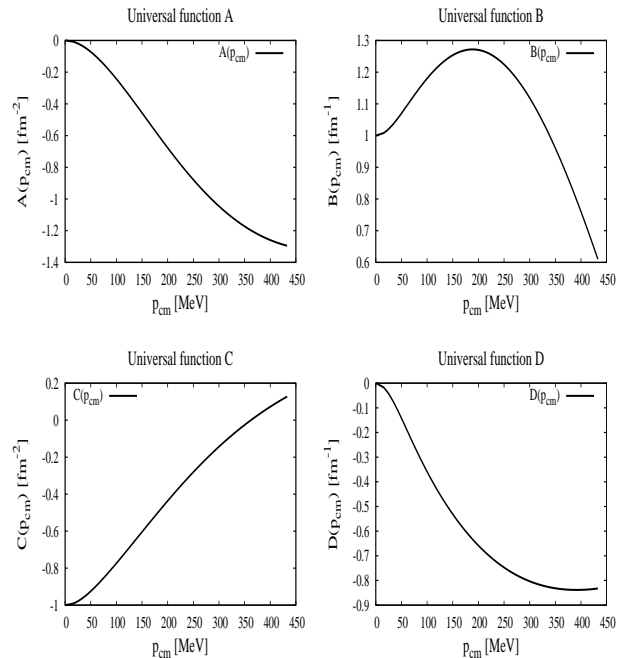 Universal function A
A(p_cm)
A(p_cm) [fm^-2]
0
-0.2
-0.4
-0.6
-0.8
-1
-1.2
-1.4
0 50 100 150 200 250 300 350 400 450
p_cm [MeV]
Universal function B
B(p_cm)
B(p_cm) [fm^-1]
1.3
1.2
1.1
1
0.9
0.8
0.7
0.6
0 50 100 150 200 250 300 350 400 450
p_cm [MeV]
Universal function C
C(p_cm)
C(p_cm) [fm^-2]
0.2
0
-0.2
-0.4
-0.6
-0.8
-1
0 50 100 150 200 250 300 350 400 450
p_cm [MeV]
Universal function D
D(p_cm)
D(p_cm) [fm^-1]
0
-0.1
-0.2
-0.3
-0.4
-0.5
-0.6
-0.7
-0.8
-0.9
0 50 100 150 200 250 300 350 400 450
p_cm [MeV]